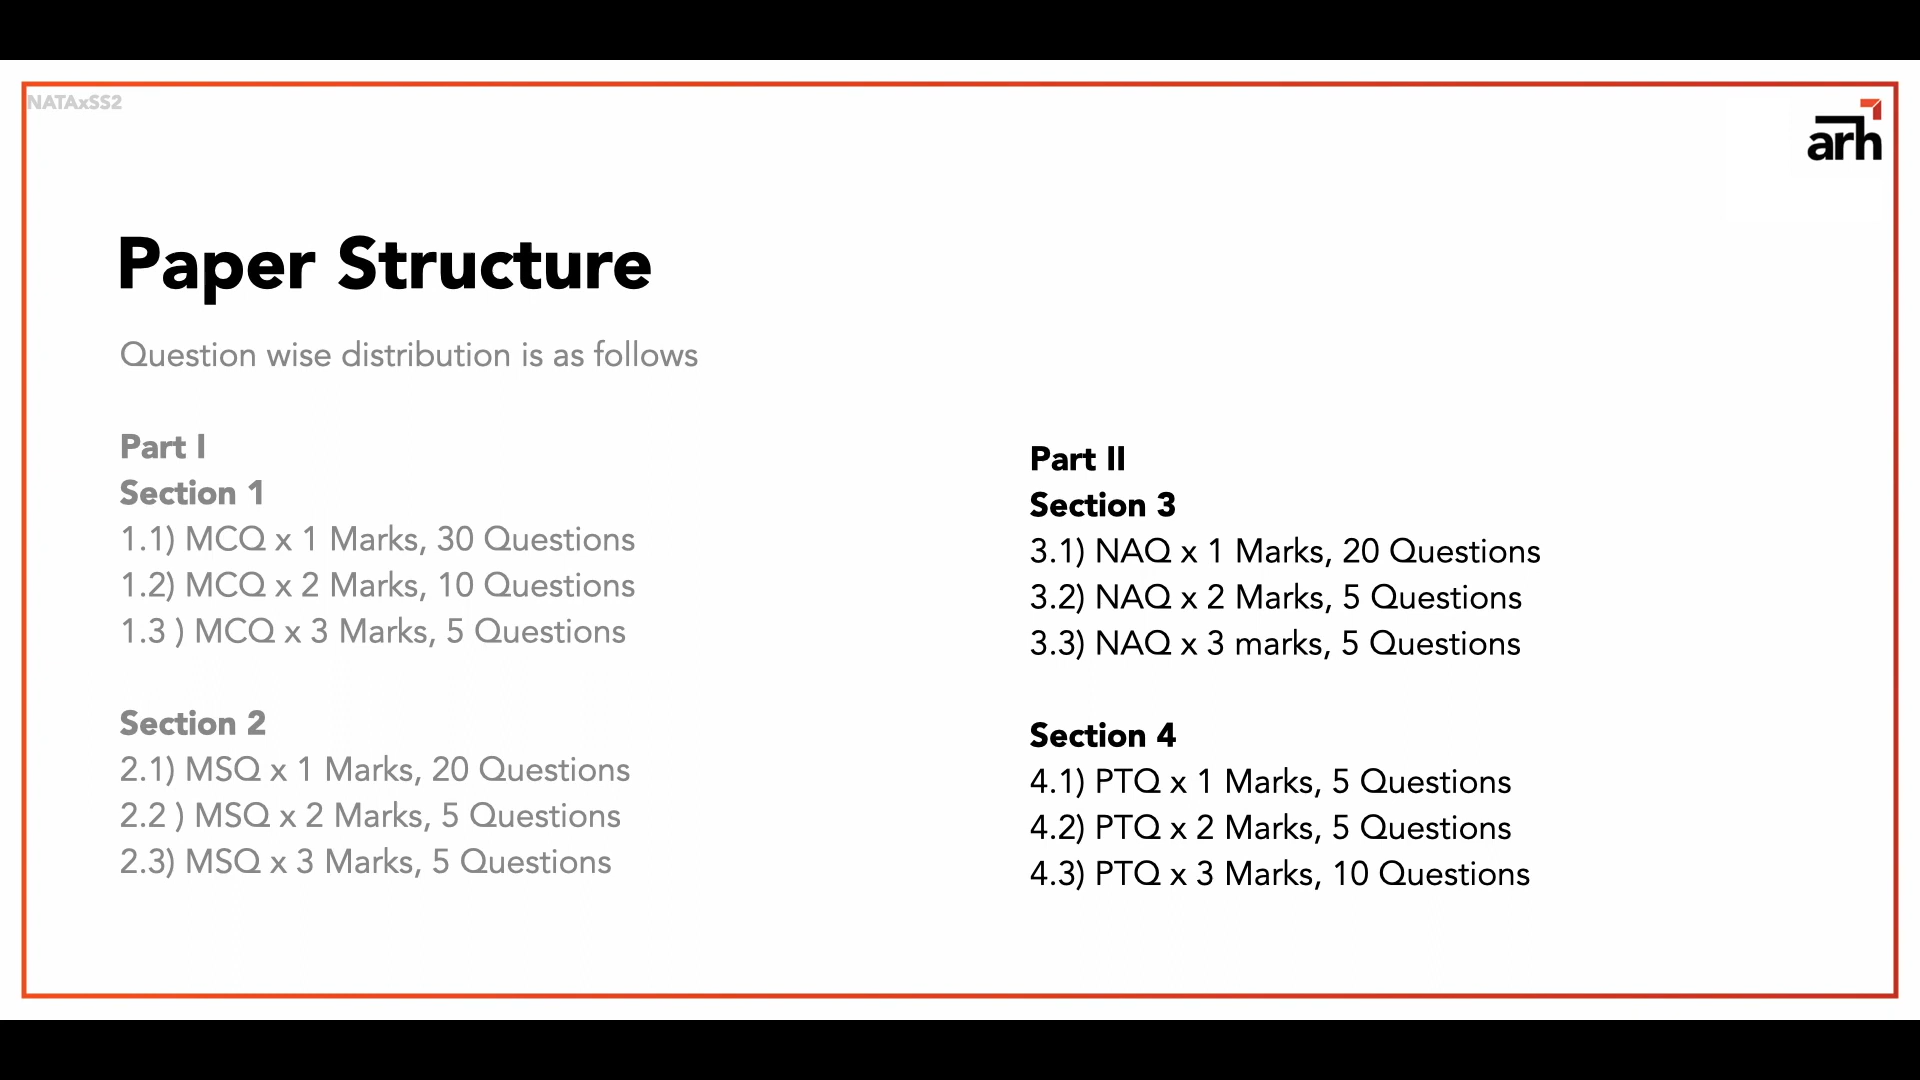 NATAxSS2
arh
Paper Structure
Question wise distribution is as follows
Part I
Section 1
1.1) MCQ x 1 Marks, 30 Questions
1.2) MCQ x 2 Marks, 10 Questions
1.3 ) MCQ x 3 Marks, 5 Questions
Section 2
2.1) MSQ x 1 Marks, 20 Questions
2.2 ) MSQ x 2 Marks, 5 Questions
2.3) MSQ x 3 Marks, 5 Questions
Part II
Section 3
3.1) NAQ x 1 Marks, 20 Questions
3.2) NAQ x 2 Marks, 5 Questions
3.3) NAQ x 3 marks, 5 Questions
Section 4
4.1) PTQ x 1 Marks, 5 Questions
4.2) PTQ x 2 Marks, 5 Questions
4.3) PTQ x 3 Marks, 10 Questions